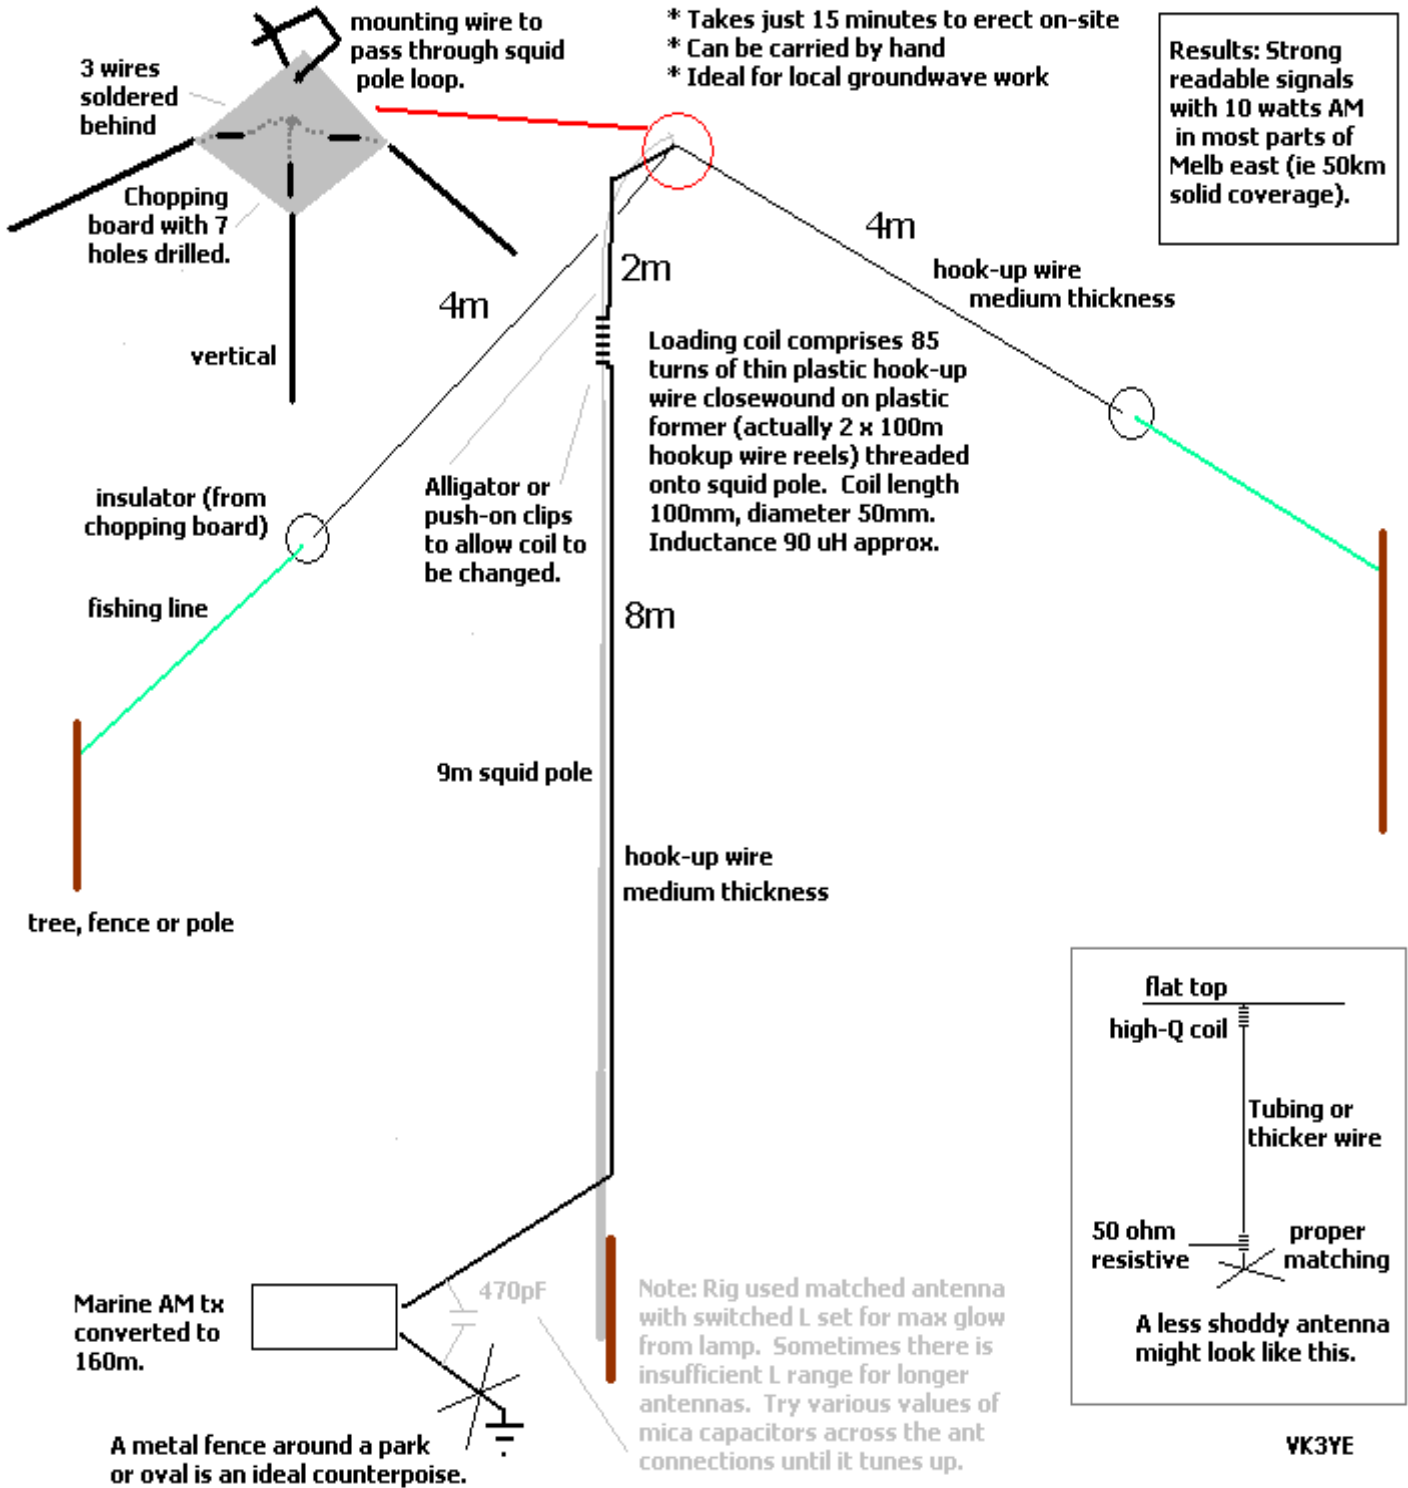 mounting wire to
pass through squid
pole loop.
3 wires
soldered
behind
Chopping
board with 7
holes drilled.
vertical
* Takes just 15 minutes to erect on-site
* Can be carried by hand
* Ideal for local groundwave work
Results: Strong
readable signals
with 10 watts AM
in most parts of
Melb east (ie 50km
solid coverage).
4m
2m
4m
hook-up wire
medium thickness
Loading coil comprises 85
turns of thin plastic hook-up
wire closewound on plastic
former (actually 2 x 100m
hookup wire reels) threaded
onto squid pole. Coil length
100mm, diameter 50mm.
Inductance 90 uH approx.
Alligator or
push-on clips
to allow coil to
be changed.
insulator (from
chopping board)
fishing line
8m
9m squid pole
hook-up wire
medium thickness
tree, fence or pole
flat top
high-Q coil
Tubing or
thicker wire
50 ohm
resistive
proper
matching
A less shoddy antenna
might look like this.
Marine AM tx
converted to
160m.
470pF
Note: Rig used matched antenna
with switched L set for max glow
from lamp. Sometimes there is
insufficient L range for longer
antennas. Try various values of
mica capacitors across the ant
connections until it tunes up.
A metal fence around a park
or oval is an ideal counterpoise.
VK3YE